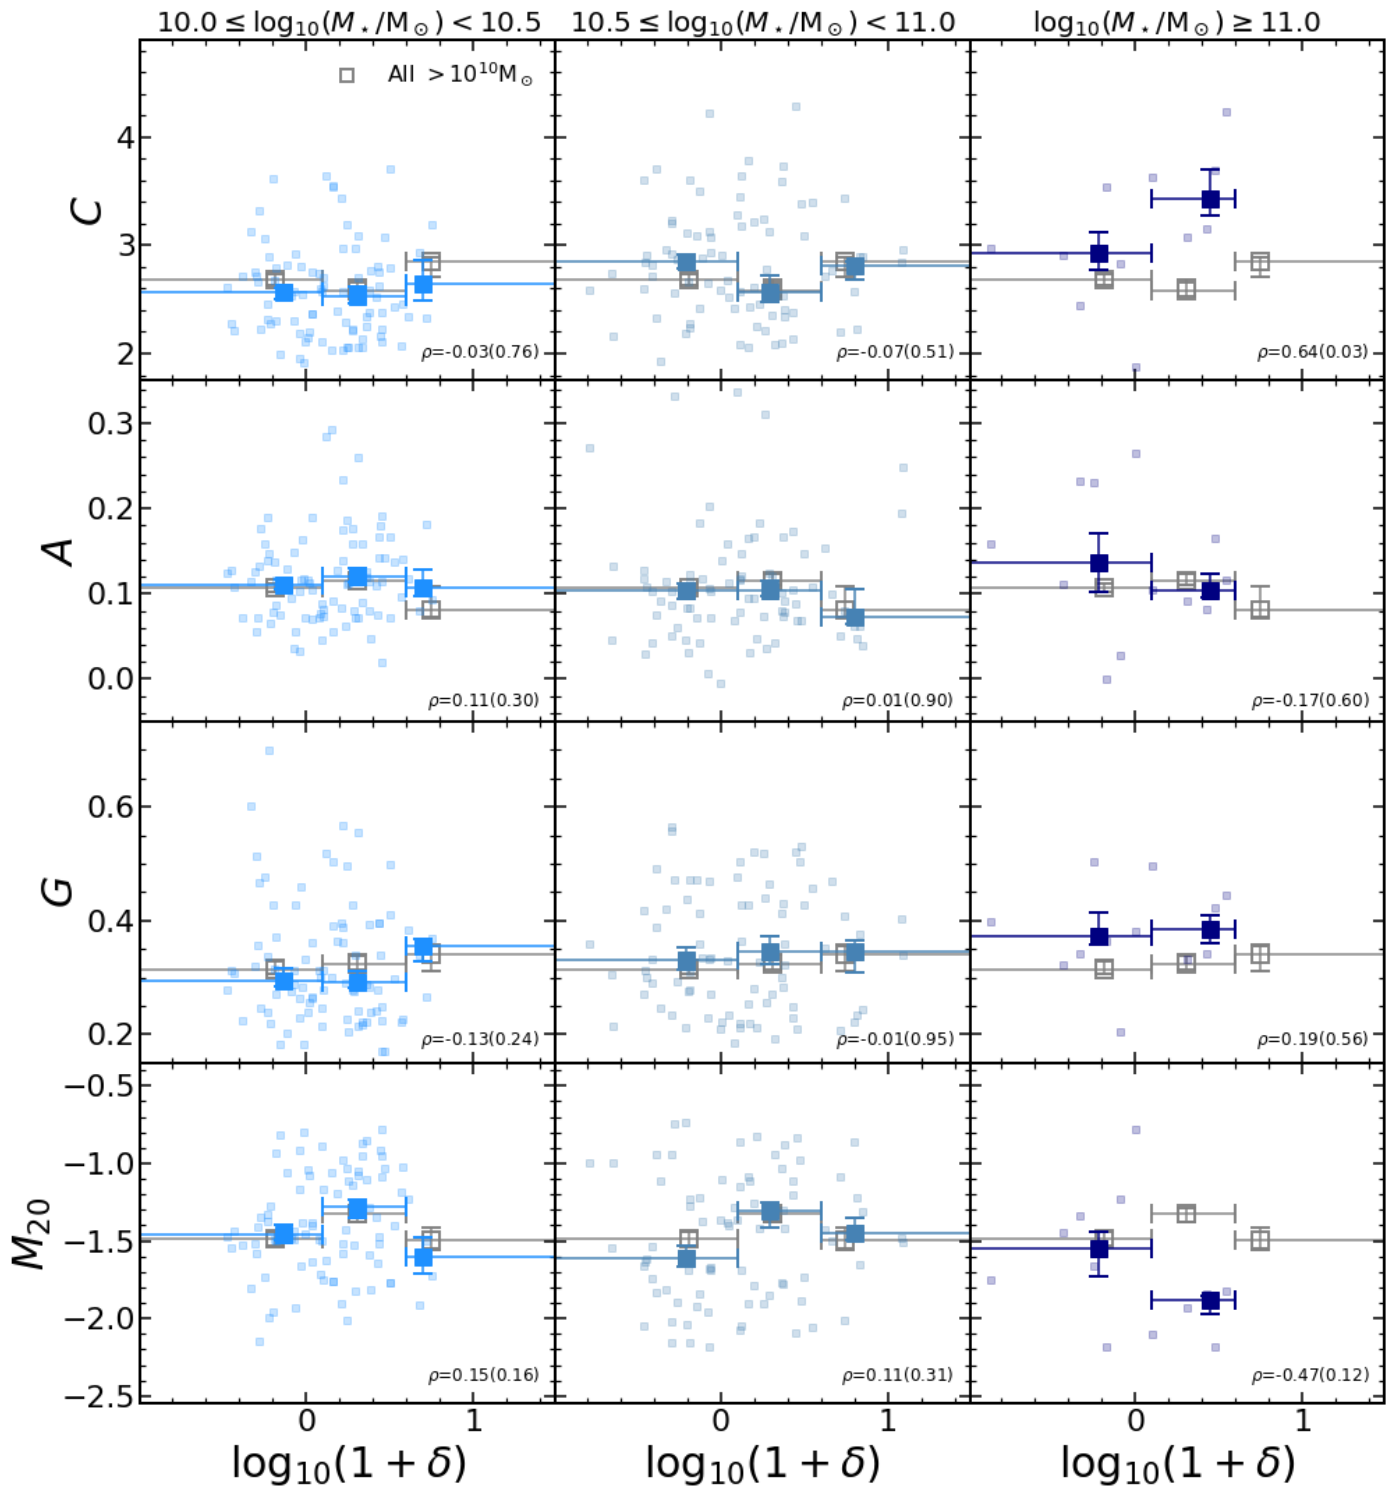 10.0 ≤ log₁₀(M⋆/M⊙) < 10.5 10.5 ≤ log₁₀(M⋆/M⊙) < 11.0 log₁₀(M⋆/M⊙) ≥ 11.0
All > 10¹⁰M⊙
4
3
2
C
ρ=-0.03(0.76) ρ=-0.07(0.51) ρ=0.64(0.03)
0.3
0.2
0.1
0.0
A
ρ=0.11(0.30) ρ=0.01(0.90) ρ=-0.17(0.60)
0.6
0.4
0.2
G
ρ=-0.13(0.24) ρ=-0.01(0.95) ρ=0.19(0.56)
−0.5
−1.0
−1.5
−2.0
−2.5
M₂₀
ρ=0.15(0.16) ρ=0.11(0.31) ρ=-0.47(0.12)
0 1 0 1 0 1
log₁₀(1 + δ) log₁₀(1 + δ) log₁₀(1 + δ)